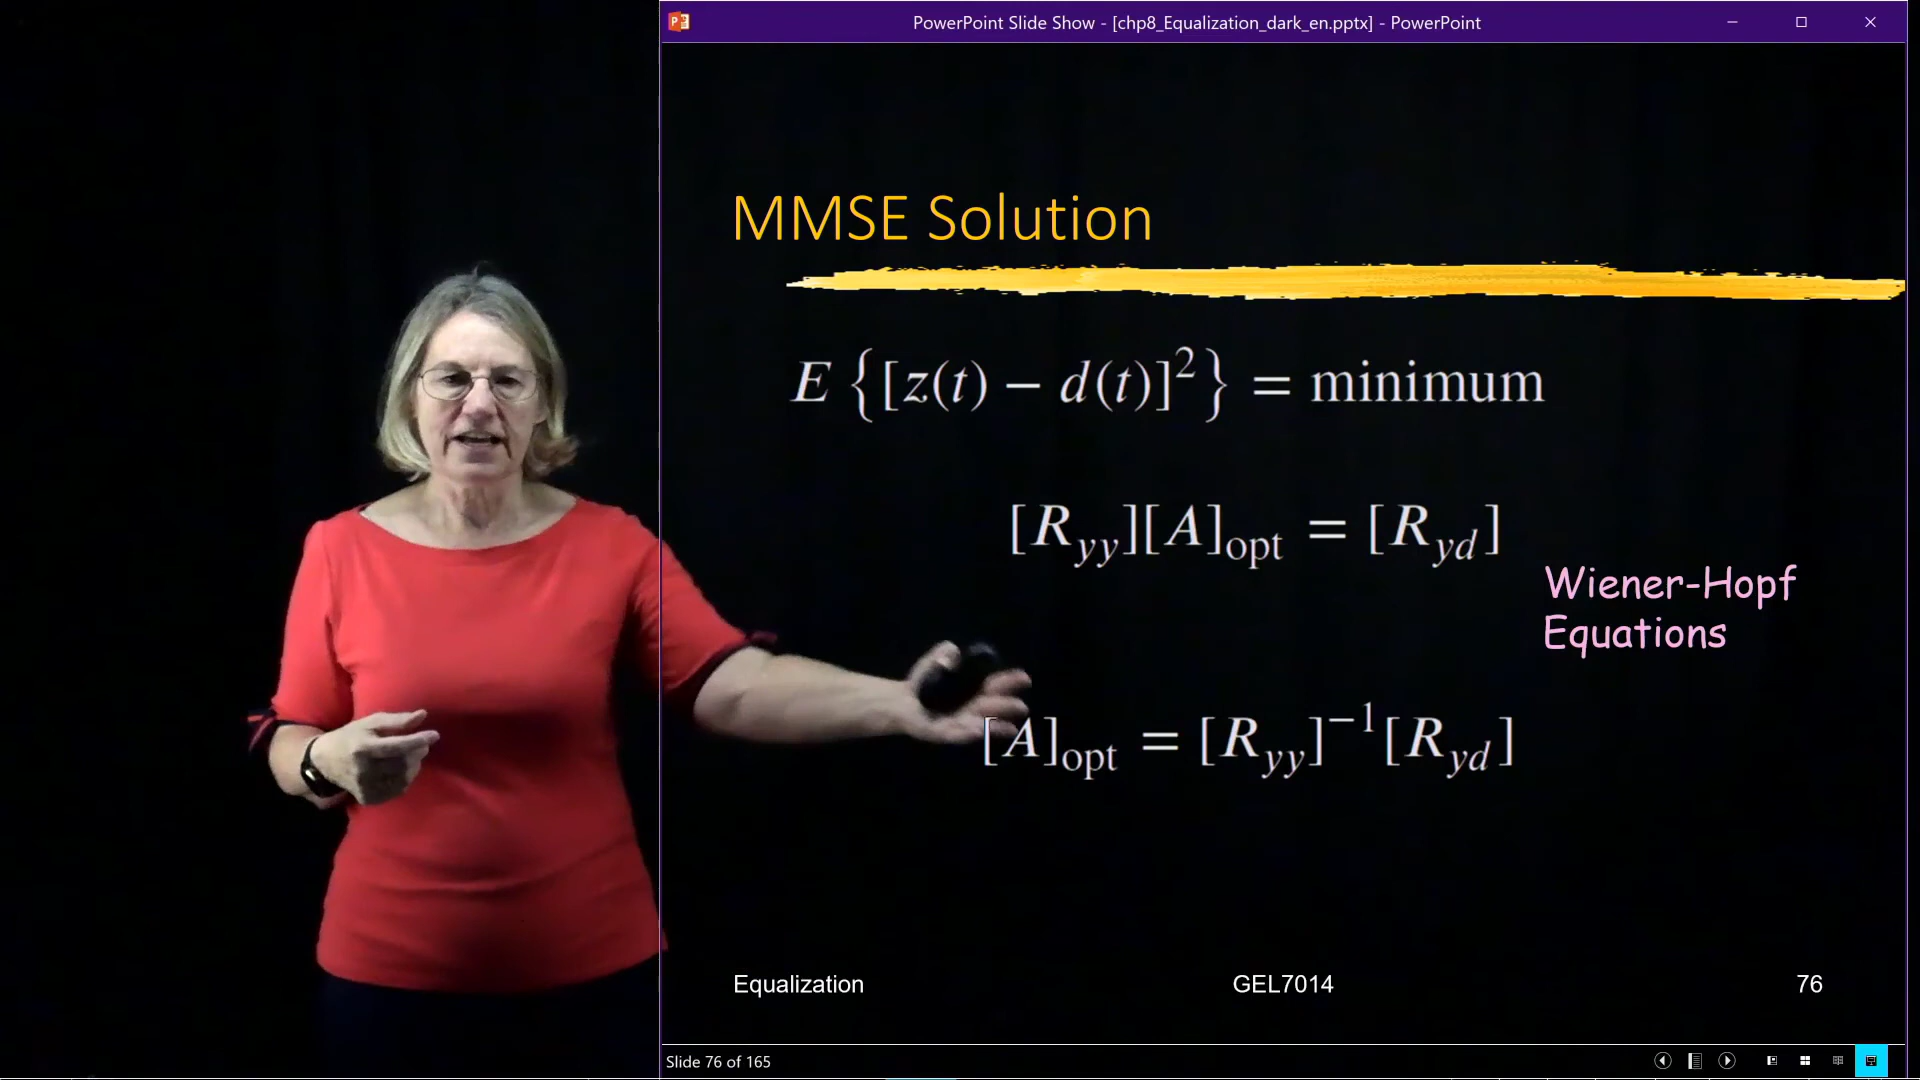 PowerPoint Slide Show - [chp8_Equalization_dark_en.pptx] - PowerPoint
MMSE Solution
E {[z(t) − d(t)]²} = minimum
[R_yy][A]_opt = [R_yd]
Wiener-Hopf
Equations
[A]_opt = [R_yy]⁻¹[R_yd]
Equalization
GEL7014
76
Slide 76 of 165